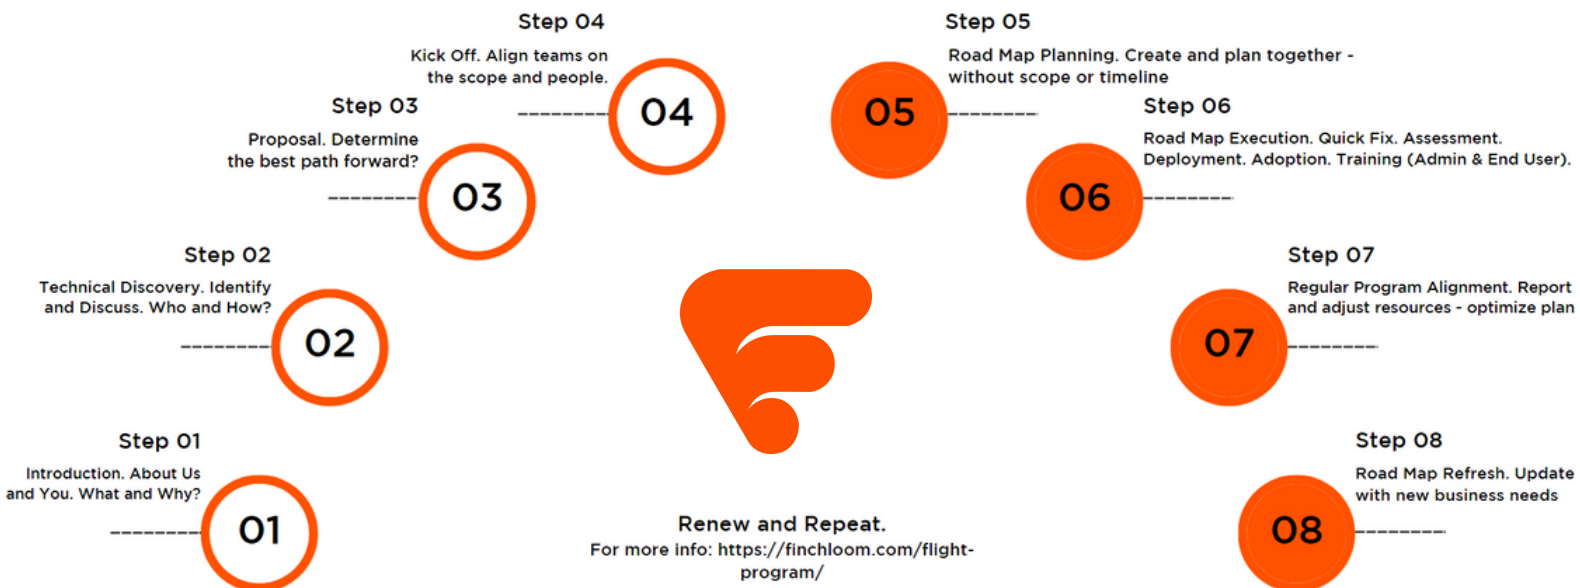 Step 01
Introduction. About Us
and You. What and Why?
01
Step 02
Technical Discovery. Identify
and Discuss. Who and How?
02
Step 03
Proposal. Determine
the best path forward?
03
Step 04
Kick Off. Align teams on
the scope and people.
04
Step 05
Road Map Planning. Create and plan together -
without scope or timeline
05
Step 06
Road Map Execution. Quick Fix. Assessment.
Deployment. Adoption. Training (Admin & End User).
06
Step 07
Regular Program Alignment. Report
and adjust resources - optimize plan
07
Step 08
Road Map Refresh. Update
with new business needs
08
Renew and Repeat.
For more info: https://finchloom.com/flight-
program/